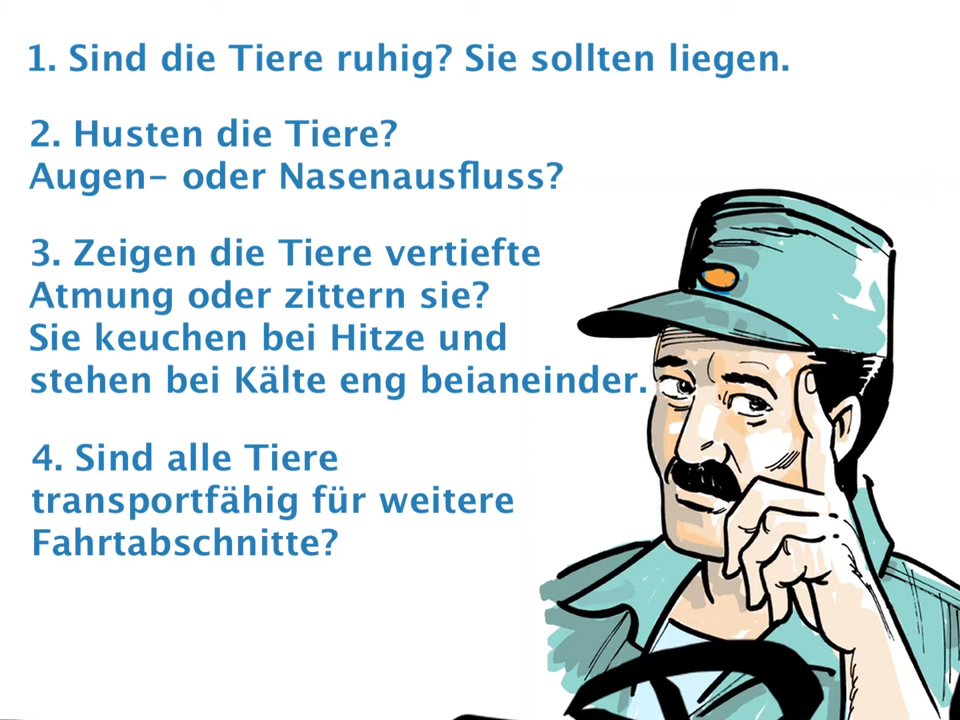 1. Sind die Tiere ruhig? Sie sollten liegen.
2. Husten die Tiere?
Augen- oder Nasenausfluss?
3. Zeigen die Tiere vertiefte
Atmung oder zittern sie?
Sie keuchen bei Hitze und
stehen bei Kälte eng beianeinder.
4. Sind alle Tiere
transportfähig für weitere
Fahrtabschnitte?